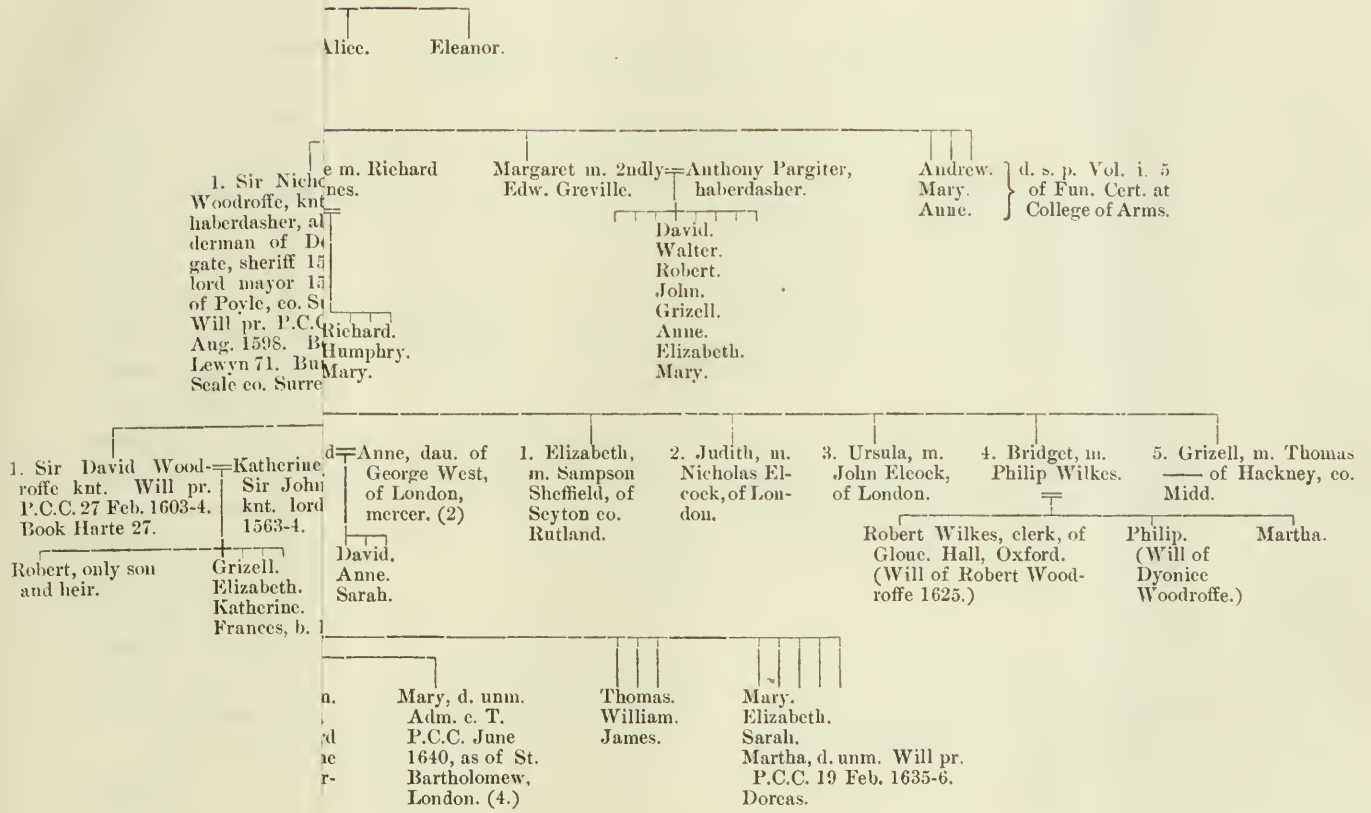 Alice. Eleanor.
1. Sir Nicho
Woodroffe, knt
haberdasher, al
derman of Do
gate, sheriff 15
lord mayor 15
of Poyle, co. Su
Will pr. P.C.C
Aug. 1598. B
Lewyn 71. Bu
Seale co. Surre
e m. Richard
nes.
Richard.
Humphry.
Mary.
Margaret m. 2ndly
Edw. Greville.
Anthony Pargiter,
haberdasher.
David.
Walter.
Robert.
John.
Grizell.
Anne.
Elizabeth.
Mary.
Andrew.
Mary.
Anne.
d. s. p. Vol. i. 5
of Fun. Cert. at
College of Arms.
1. Sir David Wood-
roffe knt. Will pr.
P.C.C. 27 Feb. 1603-4.
Book Harte 27.
Katherine,
Sir John
knt. lord
1563-4.
Robert, only son
and heir.
Grizell.
Elizabeth.
Katherine.
Frances, b. 1
d
Anne, dau. of
George West,
of London,
mercer. (2)
David.
Anne.
Sarah.
1. Elizabeth,
m. Sampson
Sheffield, of
Seyton co.
Rutland.
2. Judith, m.
Nicholas El-
cock, of Lon-
don.
3. Ursula, m.
John Elcock,
of London.
4. Bridget, m.
Philip Wilkes.
5. Grizell, m. Thomas
—— of Hackney, co.
Midd.
Robert Wilkes, clerk, of
Glouc. Hall, Oxford.
(Will of Robert Wood-
roffe 1625.)
Philip.
(Will of
Dyonice
Woodroffe.)
Martha.
n.
rd
ne
r-
Mary, d. unm.
Adm. c. T.
P.C.C. June
1640, as of St.
Bartholomew,
London. (4.)
Thomas.
William.
James.
Mary.
Elizabeth.
Sarah.
Martha, d. unm. Will pr.
P.C.C. 19 Feb. 1635-6.
Dorcas.